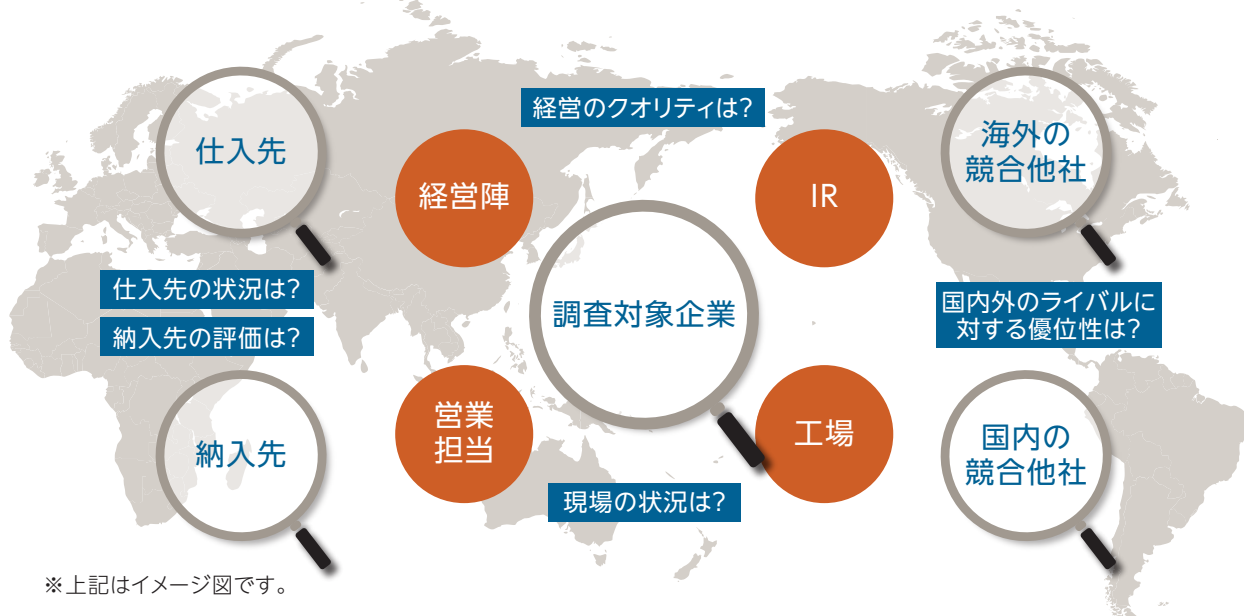 経営のクオリティは?
仕入先
経営陣
IR
海外の
競合他社
仕入先の状況は?
納入先の評価は?
調査対象企業
国内外のライバルに
対する優位性は?
納入先
営業
担当
工場
国内の
競合他社
現場の状況は?
※上記はイメージ図です。